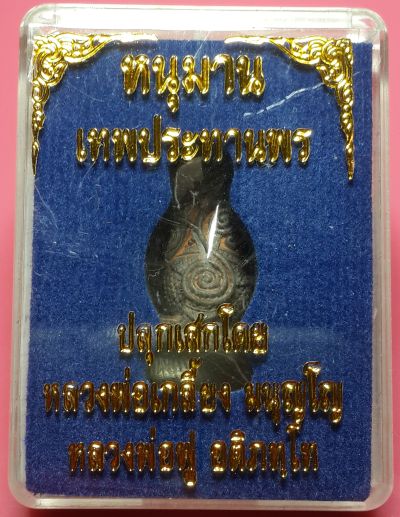 หนุมาน
เทพประทานพร
ปลุกเสกโดย
หลวงพ่อเกลี้ยง มนุญฺโญ
หลวงพ่อฟู อติภทฺโท